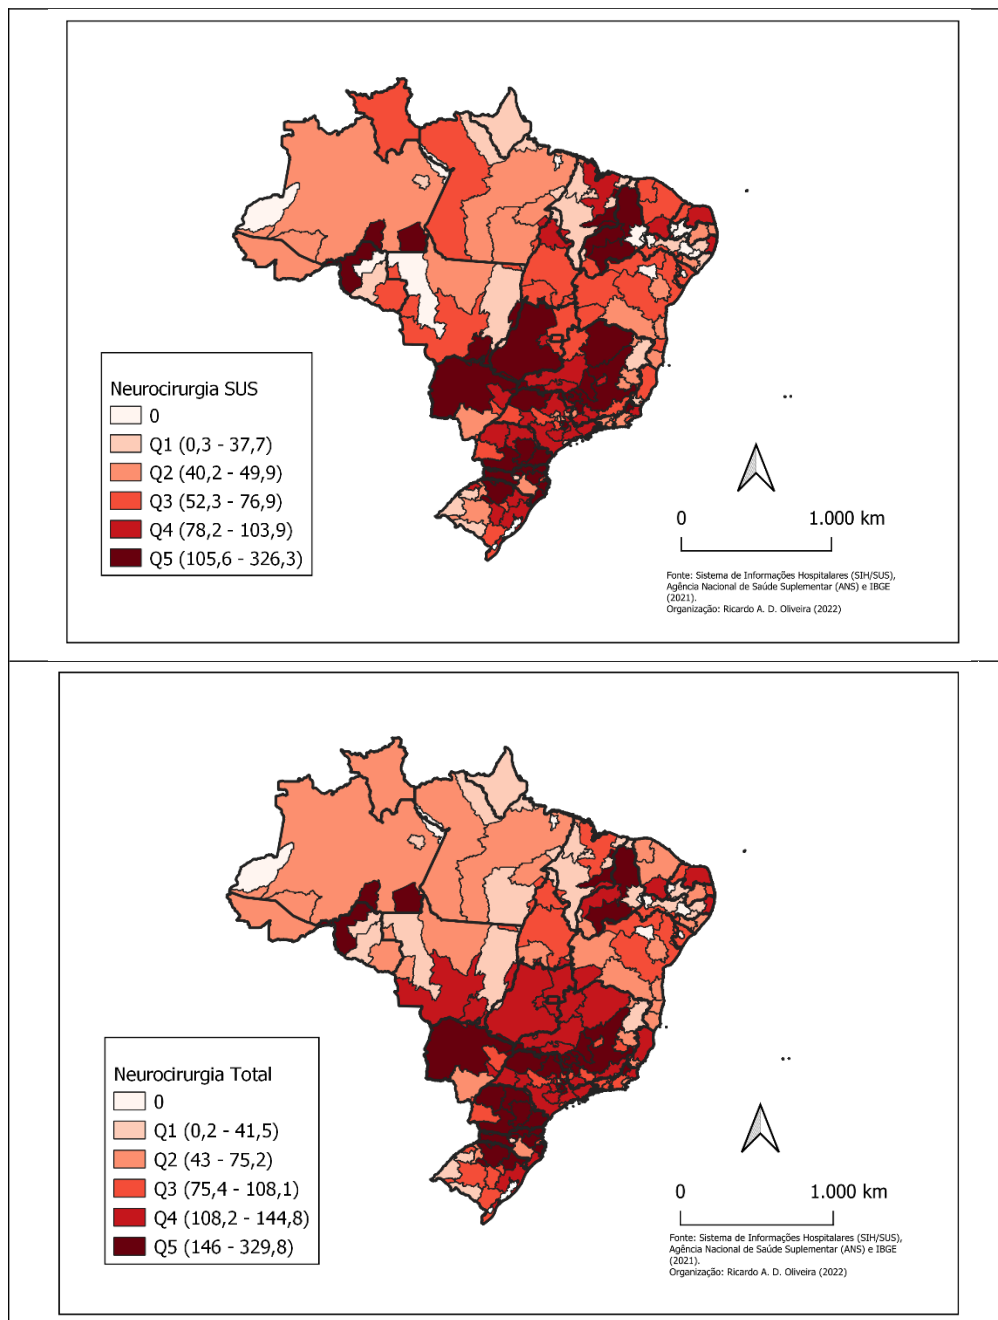 Neurocirurgia SUS
0
Q1 (0,3 - 37,7)
Q2 (40,2 - 49,9)
Q3 (52,3 - 76,9)
Q4 (78,2 - 103,9)
Q5 (105,6 - 326,3)
0 1.000 km
Fonte: Sistema de Informações Hospitalares (SIH/SUS),
Agência Nacional de Saúde Suplementar (ANS) e IBGE
(2021).
Organização: Ricardo A. D. Oliveira (2022)
Neurocirurgia Total
0
Q1 (0,2 - 41,5)
Q2 (43 - 75,2)
Q3 (75,4 - 108,1)
Q4 (108,2 - 144,8)
Q5 (146 - 329,8)
0 1.000 km
Fonte: Sistema de Informações Hospitalares (SIH/SUS),
Agência Nacional de Saúde Suplementar (ANS) e IBGE
(2021).
Organização: Ricardo A. D. Oliveira (2022)